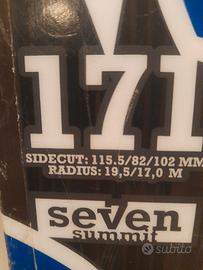 171
SIDECUT: 115.5/82/102 MM
RADIUS: 19,5/17,0 M
seven
summit
subito